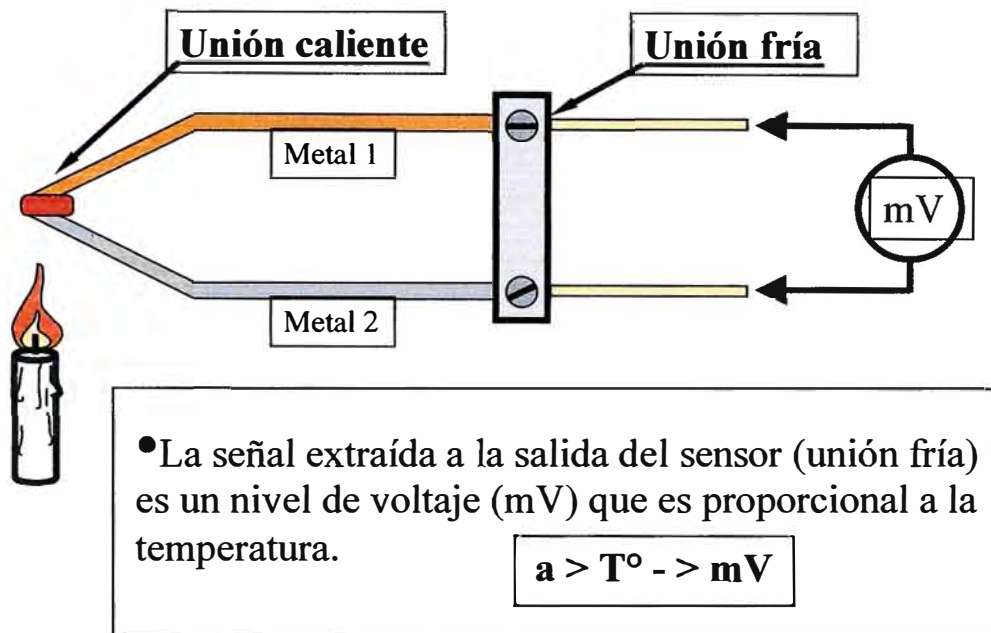 Unión caliente
Unión fría
Metal 1
mV
Metal 2
•La señal extraída a la salida del sensor (unión fría)
es un nivel de voltaje (mV) que es proporcional a la
temperatura.
a > T° - > mV